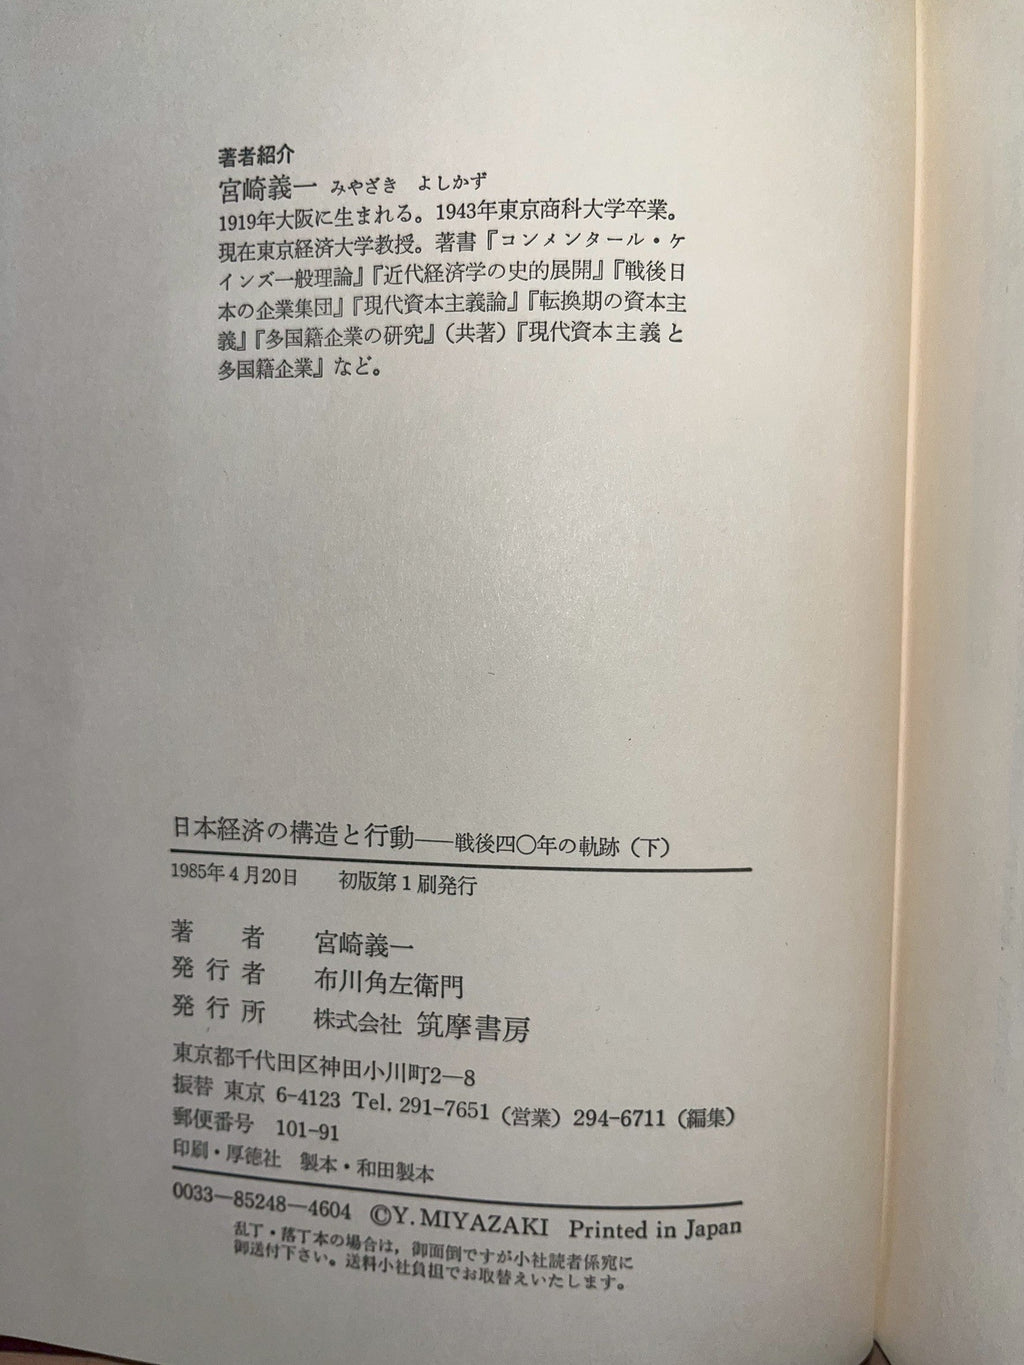 著者紹介
宮崎義一 みやざき よしかず
1919年大阪に生まれる。1943年東京商科大学卒業。
現在東京経済大学教授。著書『コンメンタール・ケ
インズ一般理論』『近代経済学の史的展開』『戦後日
本の企業集団』『現代資本主義論』『転換期の資本主
義』『多国籍企業の研究』（共著）『現代資本主義と
多国籍企業』など。
日本経済の構造と行動——戦後四〇年の軌跡（下）
1985年4月20日 初版第1刷発行
著者 宮崎義一
発行者 布川角左衛門
発行所 株式会社 筑摩書房
東京都千代田区神田小川町2—8
振替 東京 6-4123 Tel. 291-7651（営業）294-6711（編集）
郵便番号 101-91
印刷・厚徳社 製本・和田製本
0033—85248—4604 ©Y. MIYAZAKI Printed in Japan
乱丁・落丁本の場合は，御面倒ですが小社読者係宛に
御送付下さい。送料小社負担でお取替えいたします。